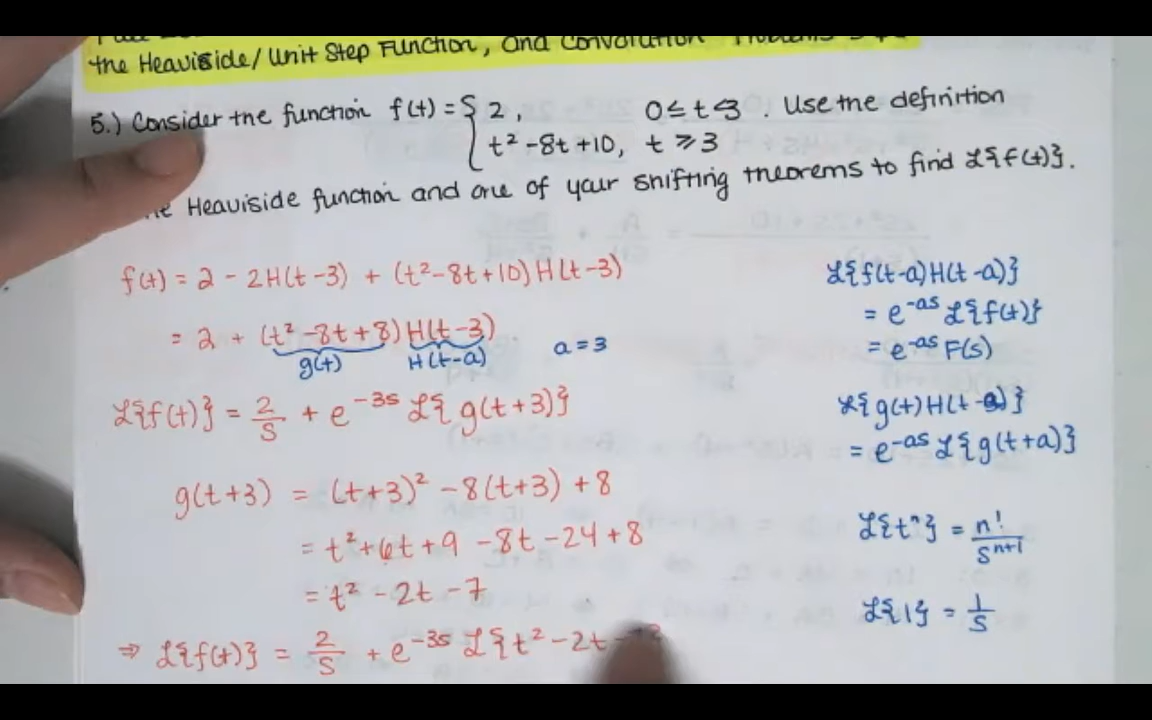 the Heaviside/Unit Step Function, and Convolution
5.) Consider the function f(t) = { 2, 0 ≤ t < 3 . Use the definition
t² - 8t + 10, t ≥ 3
Heaviside function and one of your shifting theorems to find ℒ{f(t)}.
f(t) = 2 - 2H(t-3) + (t²-8t+10)H(t-3)
= 2 + (t²-8t+8)H(t-3)
g(t) H(t-a) a=3
ℒ{f(t)} = 2/s + e^{-3s} ℒ{g(t+3)}
g(t+3) = (t+3)² - 8(t+3) + 8
= t² + 6t + 9 - 8t - 24 + 8
= t² - 2t - 7
⇒ ℒ{f(t)} = 2/s + e^{-3s} ℒ{t² - 2t -
ℒ{f(t-a)H(t-a)}
= e^{-as} ℒ{f(t)}
= e^{-as} F(s)
ℒ{g(t)H(t-a)}
= e^{-as} ℒ{g(t+a)}
ℒ{tⁿ} = n!/s^{n+1}
ℒ{1} = 1/s